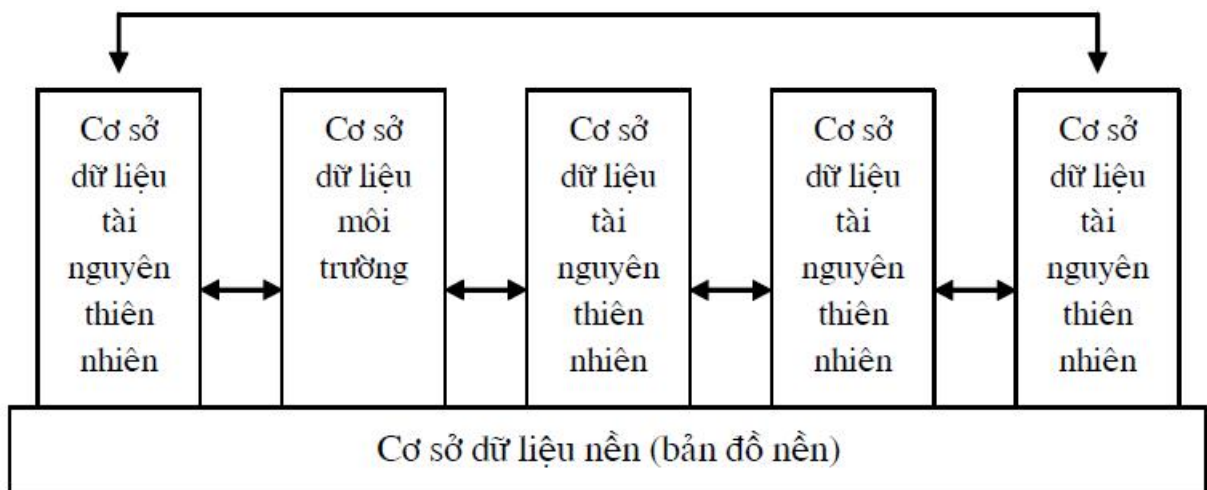 Cơ sở
dữ liệu
tài
nguyên
thiên
nhiên
Cơ sở
dữ liệu
môi
trường
Cơ sở
dữ liệu
tài
nguyên
thiên
nhiên
Cơ sở
dữ liệu
tài
nguyên
thiên
nhiên
Cơ sở
dữ liệu
tài
nguyên
thiên
nhiên
Cơ sở dữ liệu nền (bản đồ nền)